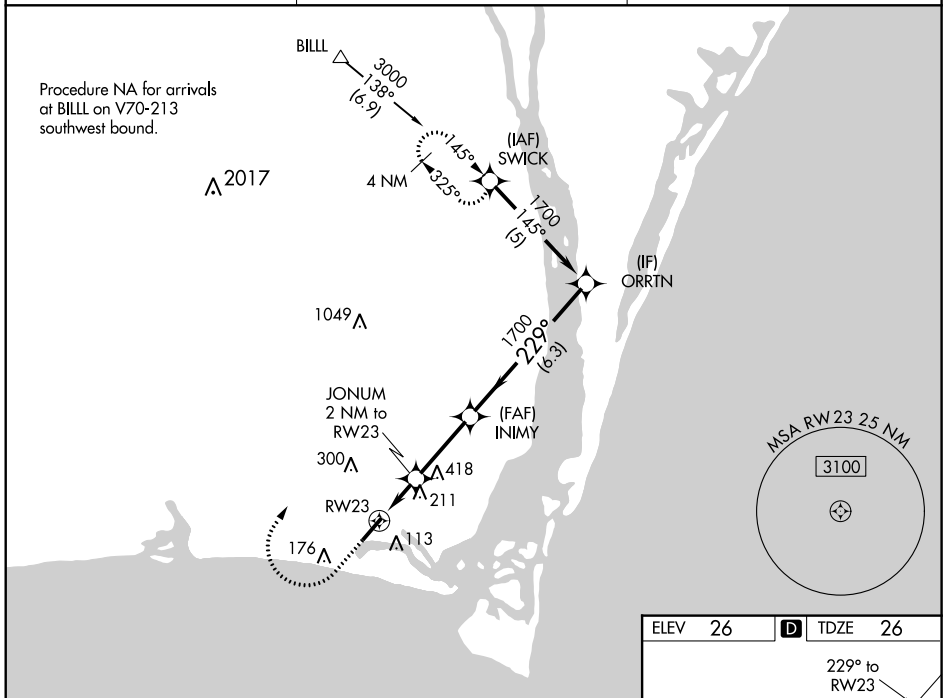 BILLL
3000
138°
(6.9)
Procedure NA for arrivals
at BILLL on V70-213
southwest bound.
(IAF)
SWICK
145°
325°
4 NM
2017
1700
145°
(5)
(IF)
ORRTN
1049
1700
229°
(6.3)
JONUM
2 NM to
RW23
(FAF)
INIMY
MSA RW 23 25 NM
3100
300
418
211
RW23
113
176
ELEV 26 D TDZE 26
229° to
RW23